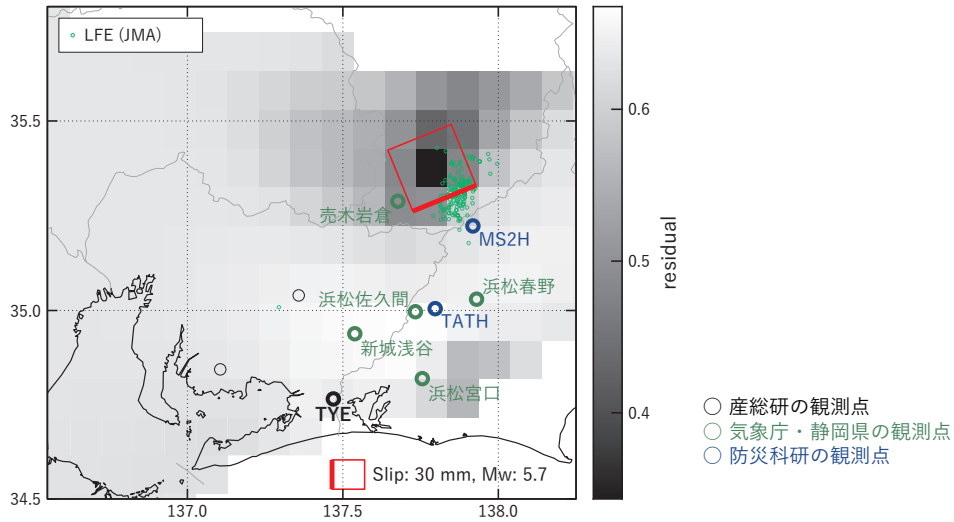 LFE (JMA)
35.5
35.0
34.5
137.0
137.5
138.0
売木岩倉
MS2H
浜松春野
浜松佐久間
TATH
新城浅谷
浜松宮口
TYE
Slip: 30 mm, Mw: 5.7
0.6
0.5
0.4
residual
産総研の観測点
気象庁・静岡県の観測点
防災科研の観測点